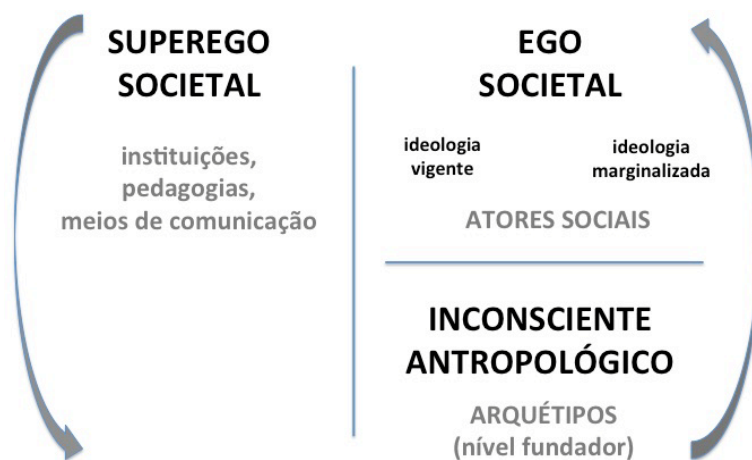 SUPEREGO
SOCIETAL
instituições,
pedagogias,
meios de comunicação
EGO
SOCIETAL
ideologia
vigente
ideologia
marginalizada
ATORES SOCIAIS
INCONSCIENTE
ANTROPOLÓGICO
ARQUÉTIPOS
(nível fundador)